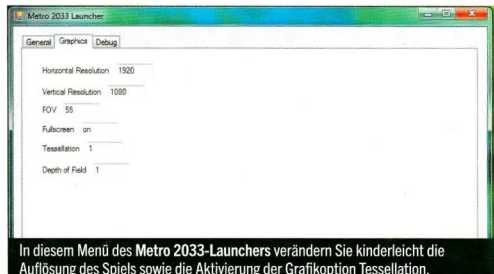 Metro 2033 Launcher
General Graphics Debug
Horizontal Resolution 1920
Vertical Resolution 1080
FOV 55
Fullscreen on
Tessellation 1
Depth of Field 1
In diesem Menü des Metro 2033-Launchers verändern Sie kinderleicht die
Auflösung des Spiels sowie die Aktivierung der Grafikoption Tessellation.